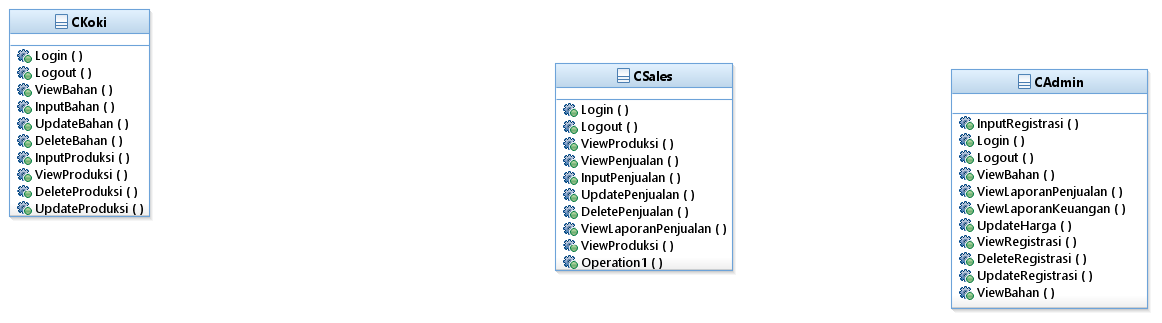 CKoki
Login ( )
Logout ( )
ViewBahan ( )
InputBahan ( )
UpdateBahan ( )
DeleteBahan ( )
InputProduksi ( )
ViewProduksi ( )
DeleteProduksi ( )
UpdateProduksi ( )
CSales
Login ( )
Logout ( )
ViewProduksi ( )
ViewPenjualan ( )
InputPenjualan ( )
UpdatePenjualan ( )
DeletePenjualan ( )
ViewLaporanPenjualan ( )
ViewProduksi ( )
Operation1 ( )
CAdmin
InputRegistrasi ( )
Login ( )
Logout ( )
ViewBahan ( )
ViewLaporanPenjualan ( )
ViewLaporanKeuangan ( )
UpdateHarga ( )
ViewRegistrasi ( )
DeleteRegistrasi ( )
UpdateRegistrasi ( )
ViewBahan ( )